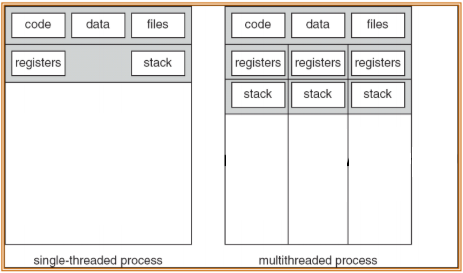 code data files
registers stack
single-threaded process
code data files
registers registers registers
stack stack stack
multithreaded process